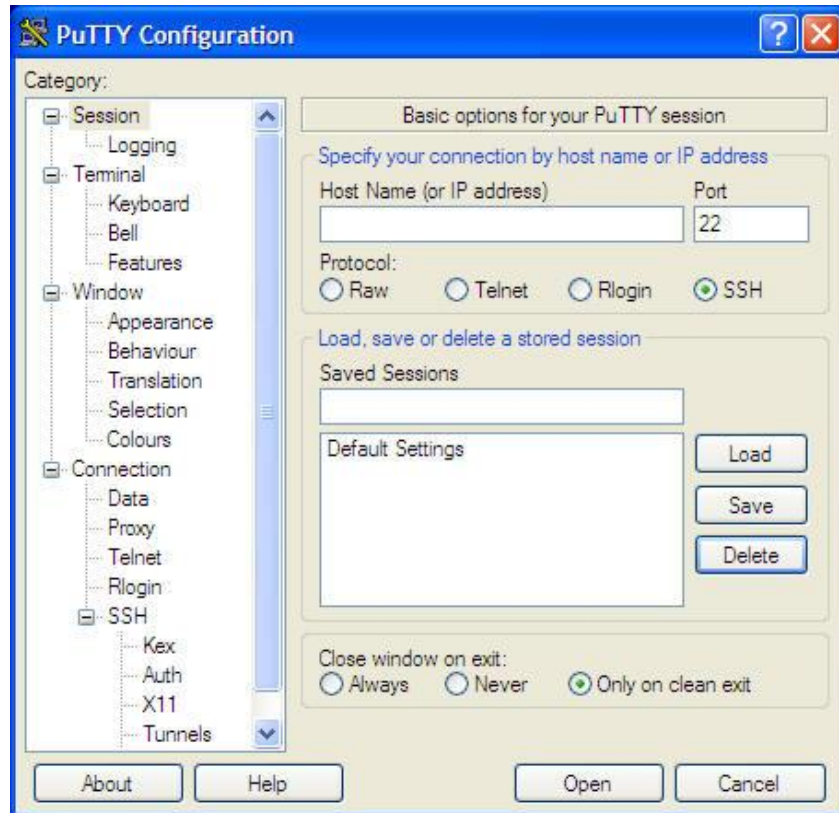 PuTTY Configuration
Category:
Session
Logging
Terminal
Keyboard
Bell
Features
Window
Appearance
Behaviour
Translation
Selection
Colours
Connection
Data
Proxy
Telnet
Rlogin
SSH
Kex
Auth
X11
Tunnels
Basic options for your PuTTY session
Specify your connection by host name or IP address
Host Name (or IP address) Port
22
Protocol:
Raw Telnet Rlogin SSH
Load, save or delete a stored session
Saved Sessions
Default Settings
Load
Save
Delete
Close window on exit:
Always Never Only on clean exit
About Help Open Cancel